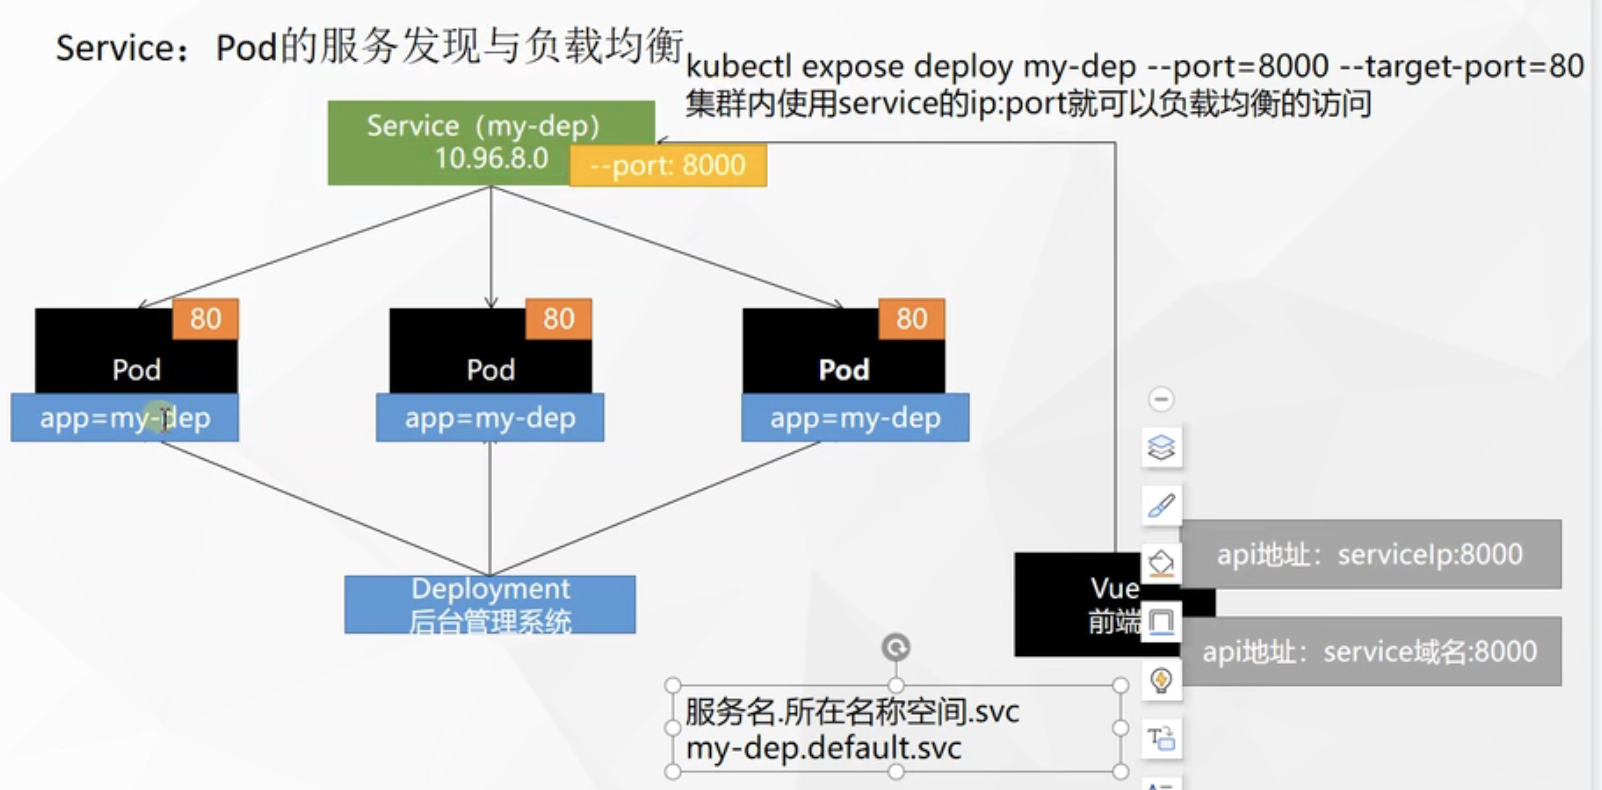 Service：Pod的服务发现与负载均衡
kubectl expose deploy my-dep --port=8000 --target-port=80
集群内使用service的ip:port就可以负载均衡的访问
Service（my-dep）
10.96.8.0
--port: 8000
80
80
80
Pod
Pod
Pod
app=my-dep
app=my-dep
app=my-dep
Deployment
后台管理系统
Vue
前端
api地址：serviceIp:8000
api地址：service域名:8000
服务名.所在名称空间.svc
my-dep.default.svc